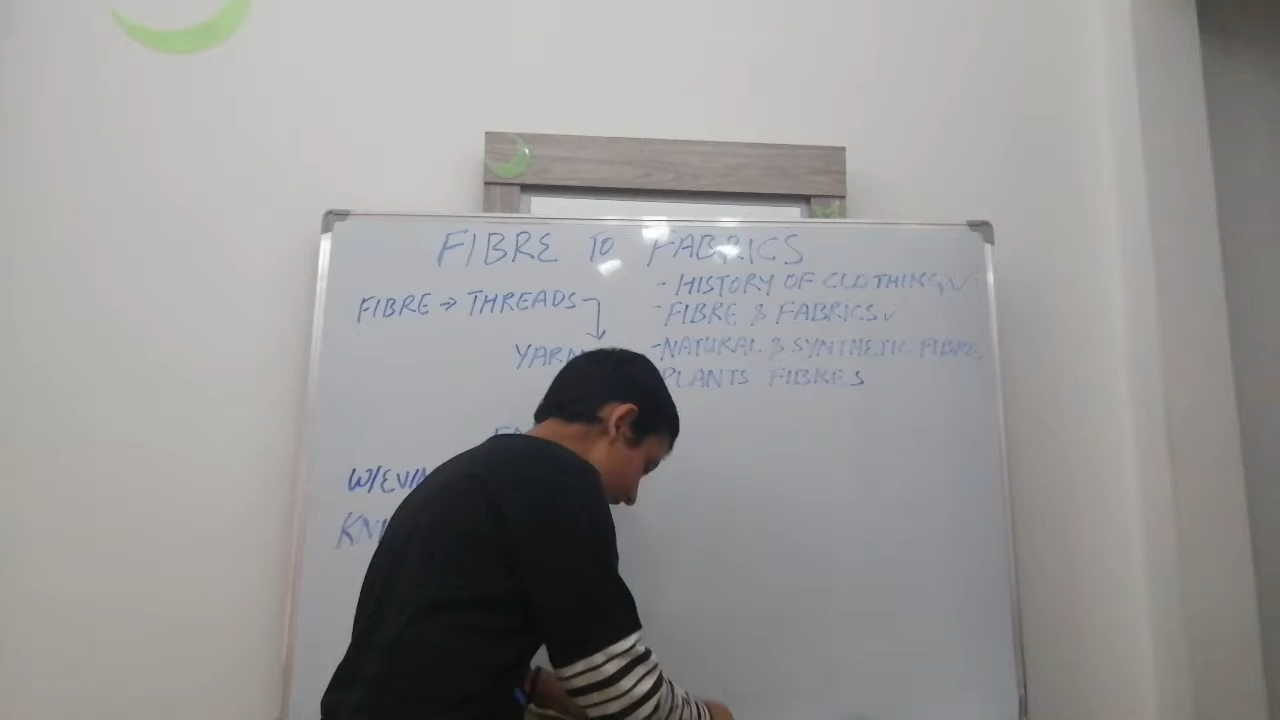 FIBRE TO FABRICS
FIBRE → THREADS
YARN
- HISTORY OF CLOTHING ✓
- FIBRE & FABRICS ✓
- NATURAL & SYNTHETIC FIBRE
PLANTS FIBRES